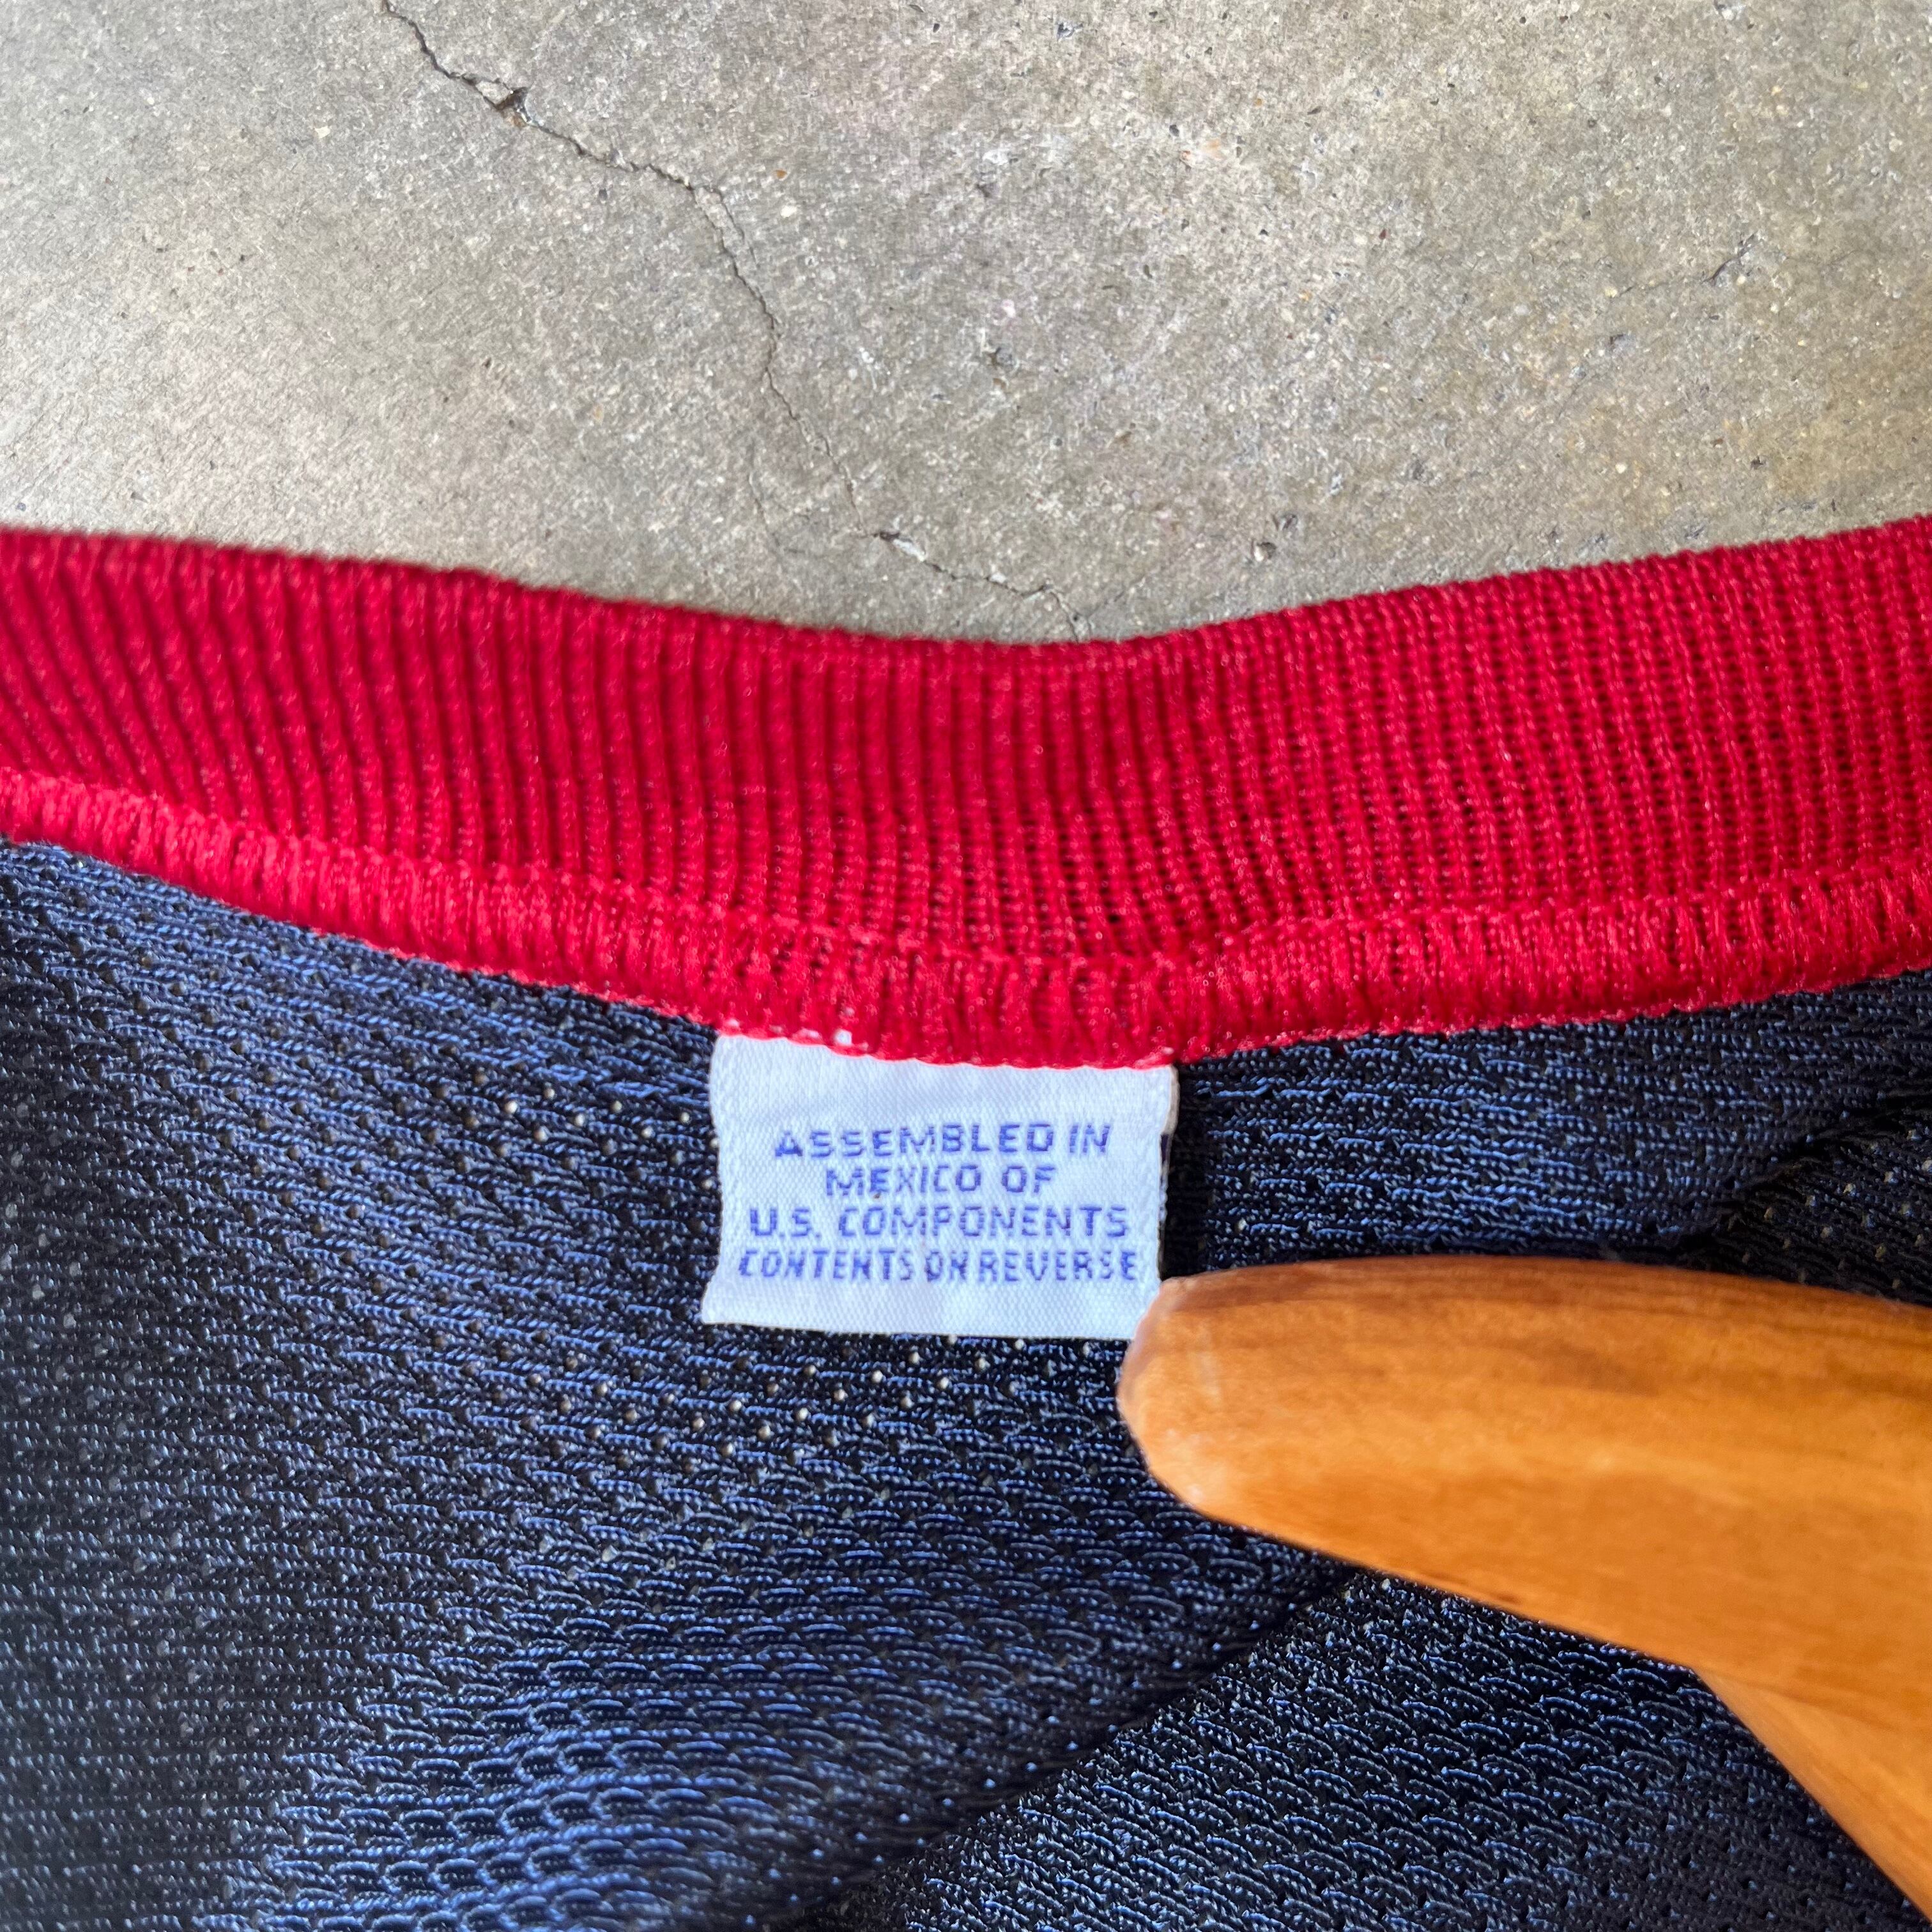 ASSEMBLED IN
MEXICO OF
U.S. COMPONENTS
CONTENTS ON REVERSE